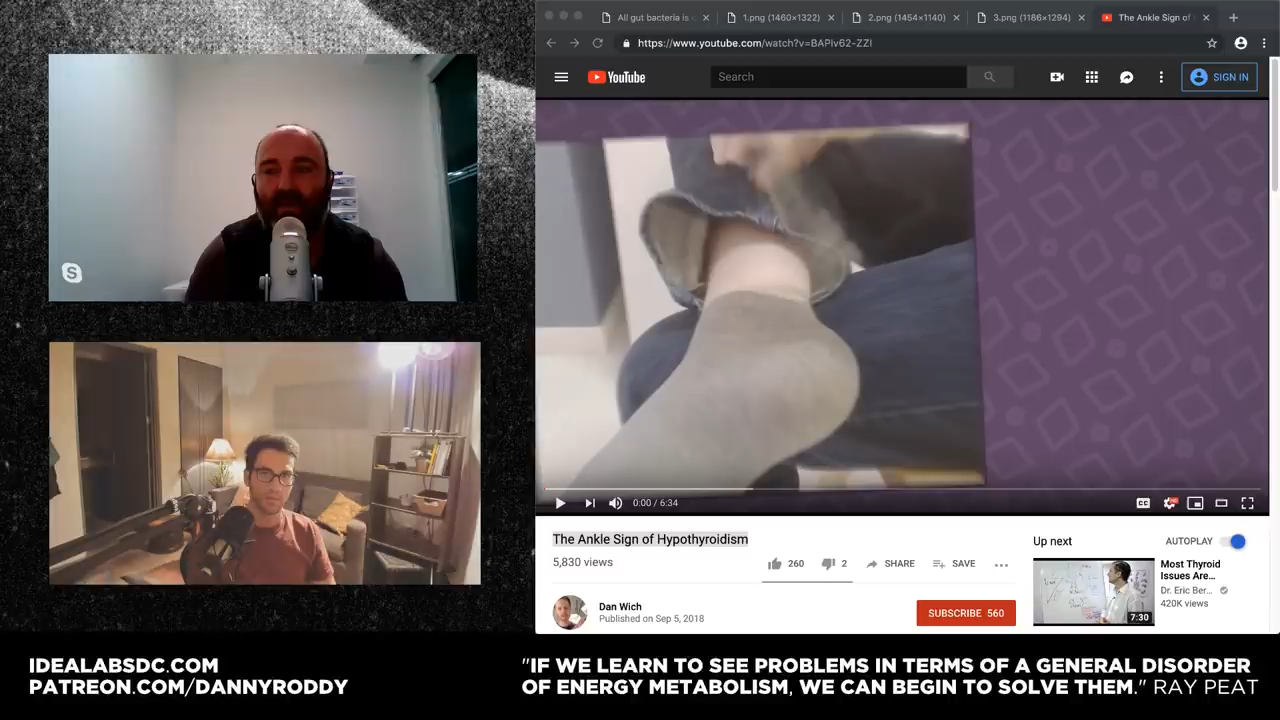 All gut bacteria is
1.png (1460×1322)
2.png (1454×1140)
3.png (1186×1294)
The Ankle Sign of
https://www.youtube.com/watch?v=BAPlv62-ZZI
YouTube
Search
SIGN IN
S
0:00 / 6:34
The Ankle Sign of Hypothyroidism
5,830 views
260
2
SHARE
SAVE
Dan Wich
Published on Sep 5, 2018
SUBSCRIBE 560
Up next
AUTOPLAY
Most Thyroid
Issues Are...
Dr. Eric Ber...
420K views
7:30
IDEALABSDC.COM
PATREON.COM/DANNYRODDY
"IF WE LEARN TO SEE PROBLEMS IN TERMS OF A GENERAL DISORDER
OF ENERGY METABOLISM, WE CAN BEGIN TO SOLVE THEM." RAY PEAT